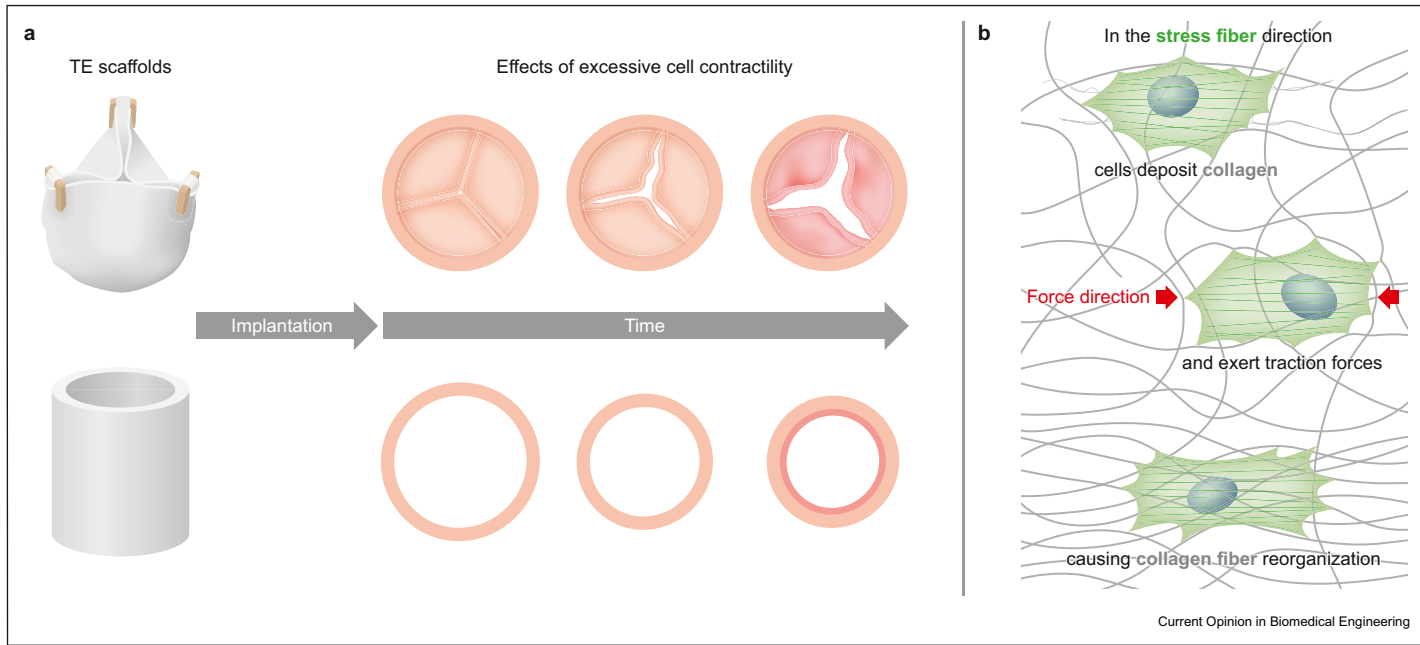 a
TE scaffolds
Effects of excessive cell contractility
Implantation
Time
b
In the stress fiber direction
cells deposit collagen
Force direction
and exert traction forces
causing collagen fiber reorganization
Current Opinion in Biomedical Engineering